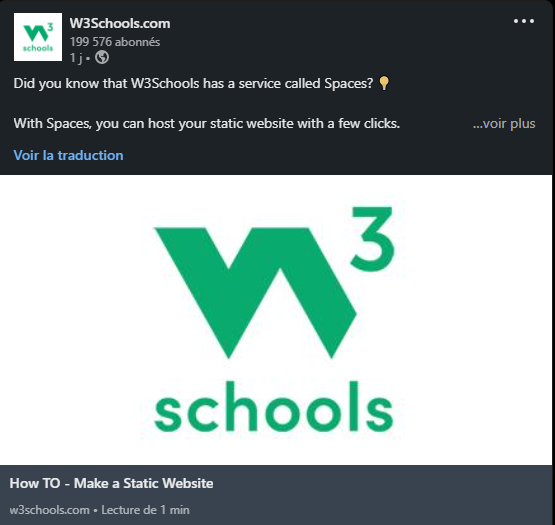 W3Schools.com
199 576 abonnés
1 j •
Did you know that W3Schools has a service called Spaces?
With Spaces, you can host your static website with a few clicks. ...voir plus
Voir la traduction
W3
schools
How TO - Make a Static Website
w3schools.com • Lecture de 1 min